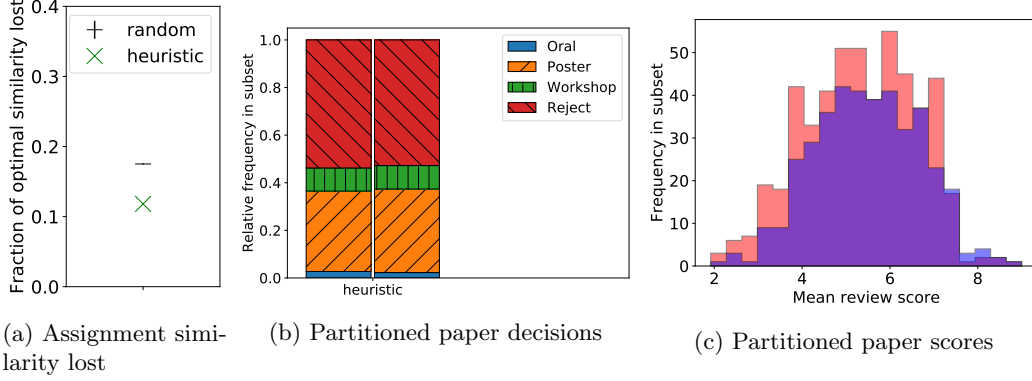 0.4
0.3
0.2
0.1
0.0
Fraction of optimal similarity lost
random
heuristic
(a) Assignment simi-
larity lost
1.0
0.8
0.6
0.4
0.2
0.0
Relative frequency in subset
Oral
Poster
Workshop
Reject
heuristic
(b) Partitioned paper decisions
50
40
30
20
10
0
Frequency in subset
2 4 6 8
Mean review score
(c) Partitioned paper scores